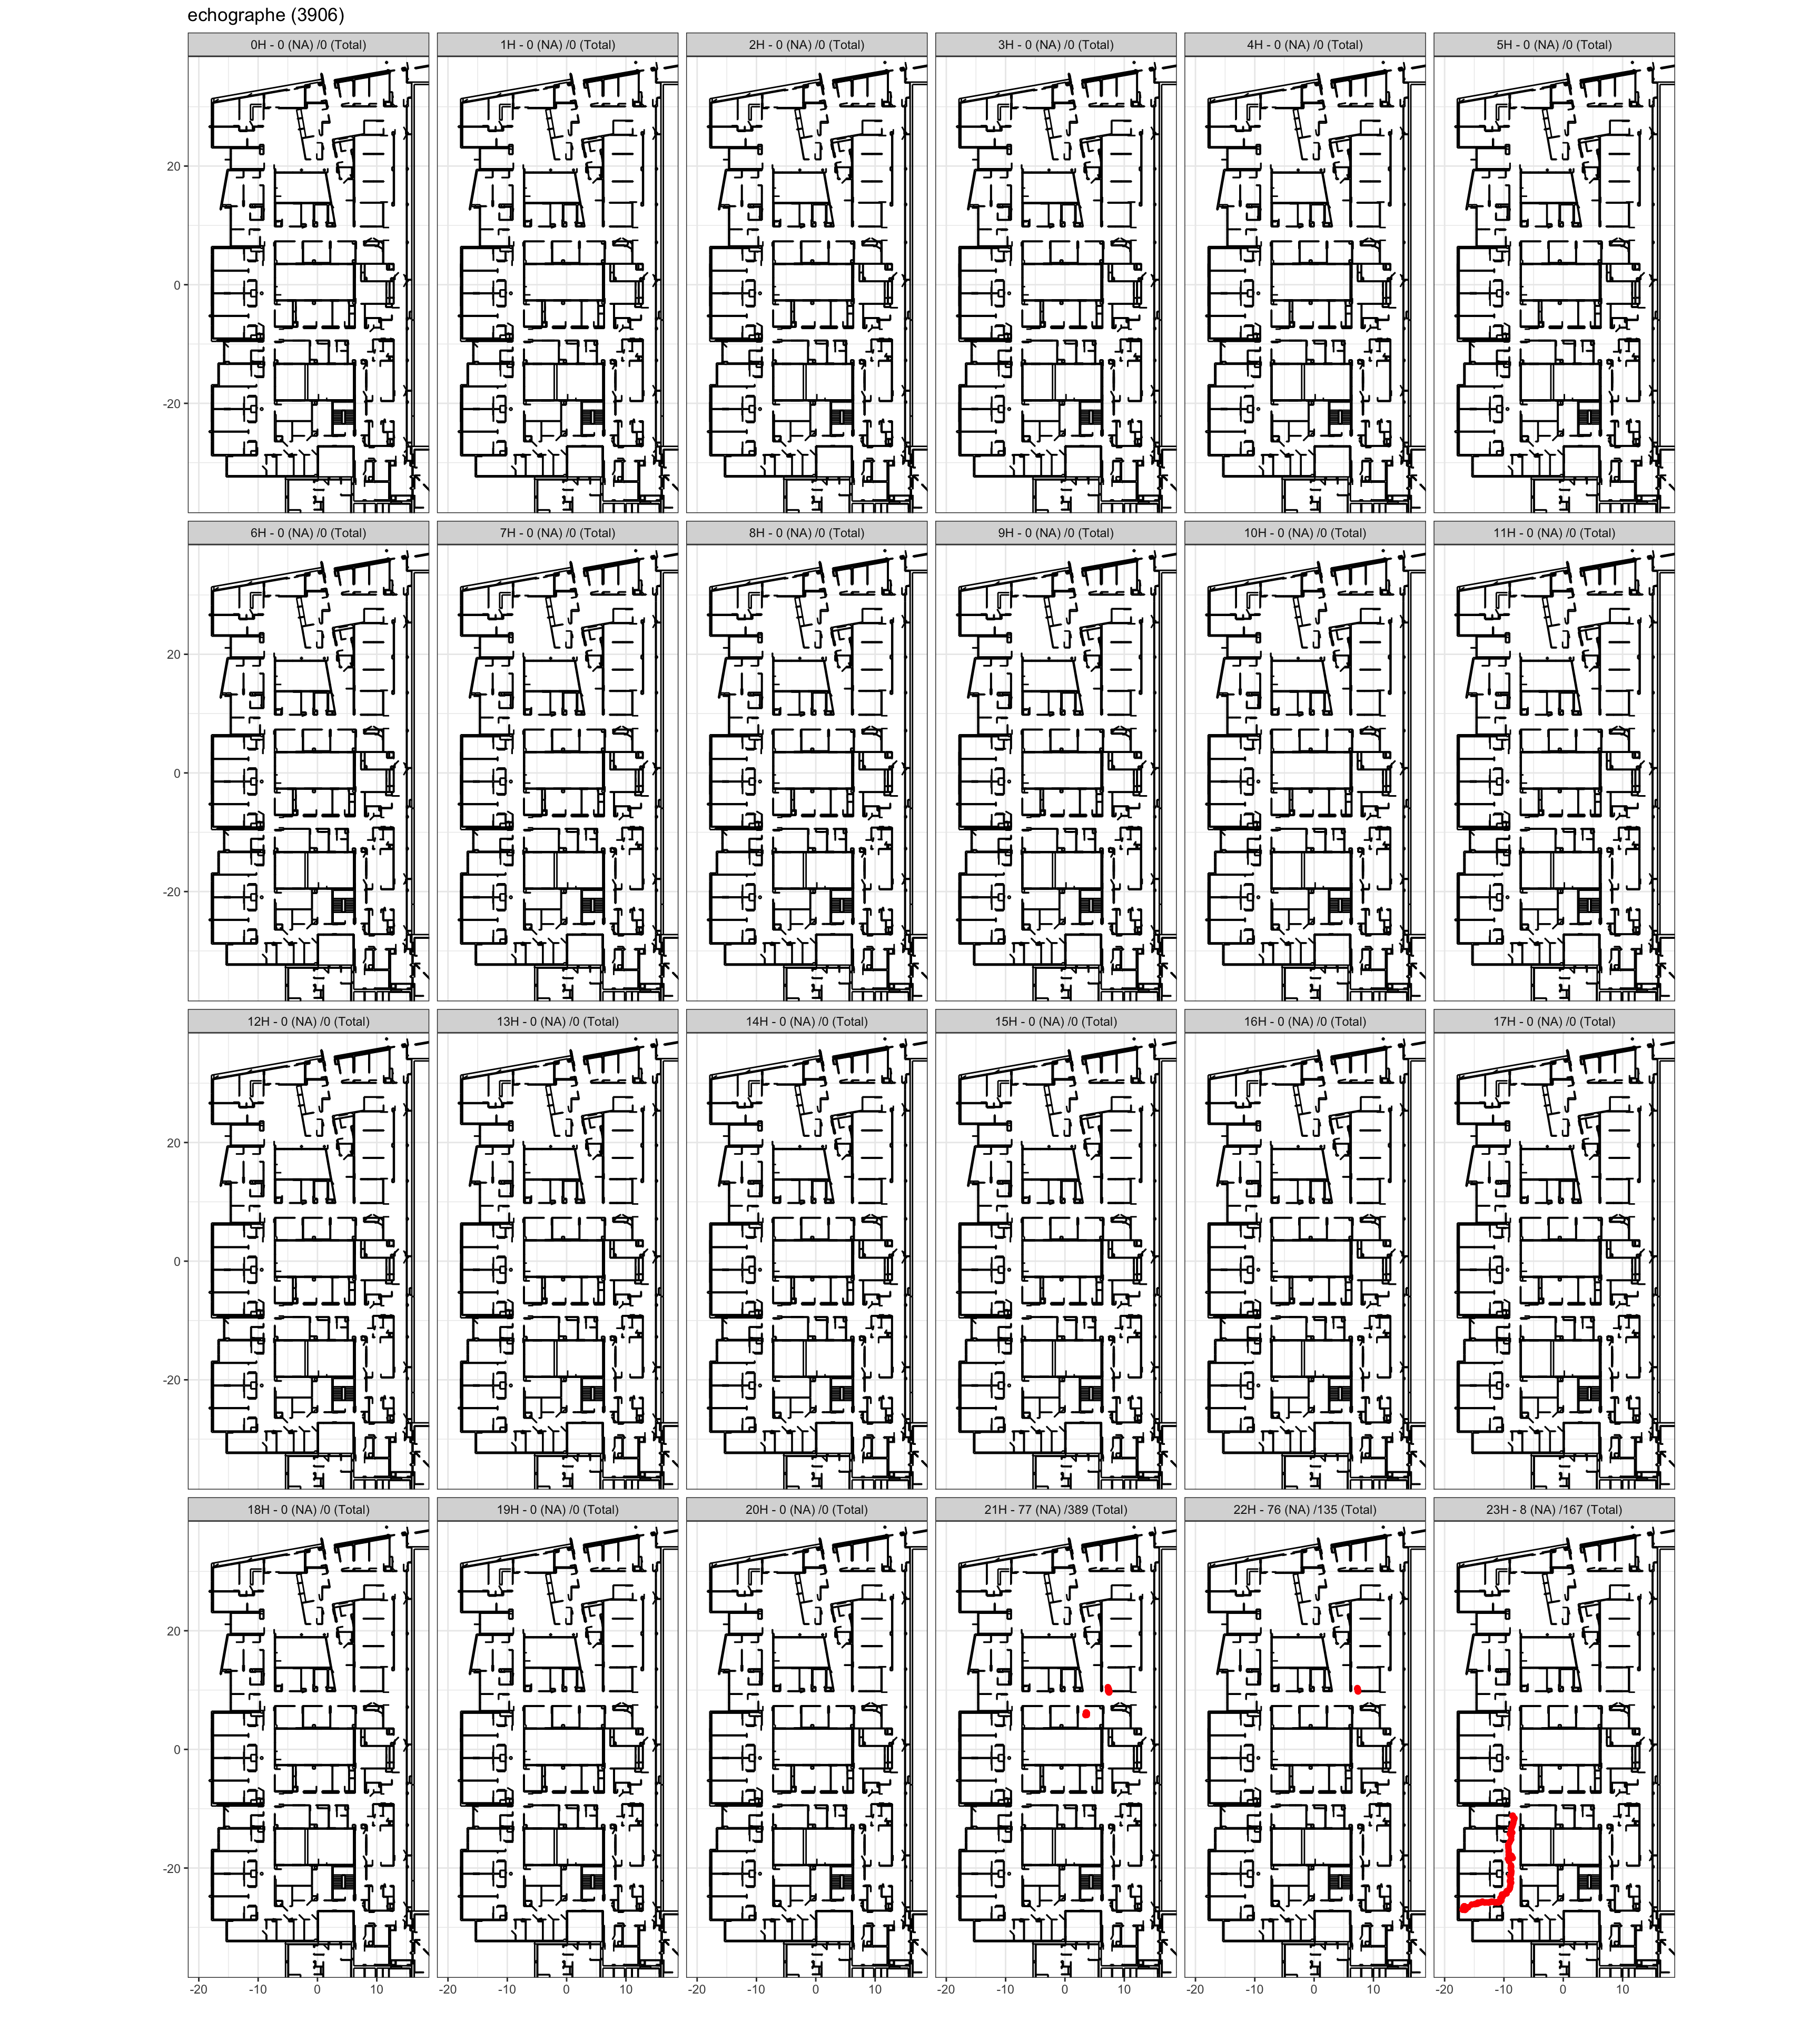 echographe (3906)
0H - 0 (NA) /0 (Total) 1H - 0 (NA) /0 (Total) 2H - 0 (NA) /0 (Total) 3H - 0 (NA) /0 (Total) 4H - 0 (NA) /0 (Total) 5H - 0 (NA) /0 (Total)
20
0
-20
6H - 0 (NA) /0 (Total) 7H - 0 (NA) /0 (Total) 8H - 0 (NA) /0 (Total) 9H - 0 (NA) /0 (Total) 10H - 0 (NA) /0 (Total) 11H - 0 (NA) /0 (Total)
20
0
-20
12H - 0 (NA) /0 (Total) 13H - 0 (NA) /0 (Total) 14H - 0 (NA) /0 (Total) 15H - 0 (NA) /0 (Total) 16H - 0 (NA) /0 (Total) 17H - 0 (NA) /0 (Total)
20
0
-20
18H - 0 (NA) /0 (Total) 19H - 0 (NA) /0 (Total) 20H - 0 (NA) /0 (Total) 21H - 77 (NA) /389 (Total) 22H - 76 (NA) /135 (Total) 23H - 8 (NA) /167 (Total)
20
0
-20
-20 -10 0 10 -20 -10 0 10 -20 -10 0 10 -20 -10 0 10 -20 -10 0 10 -20 -10 0 10